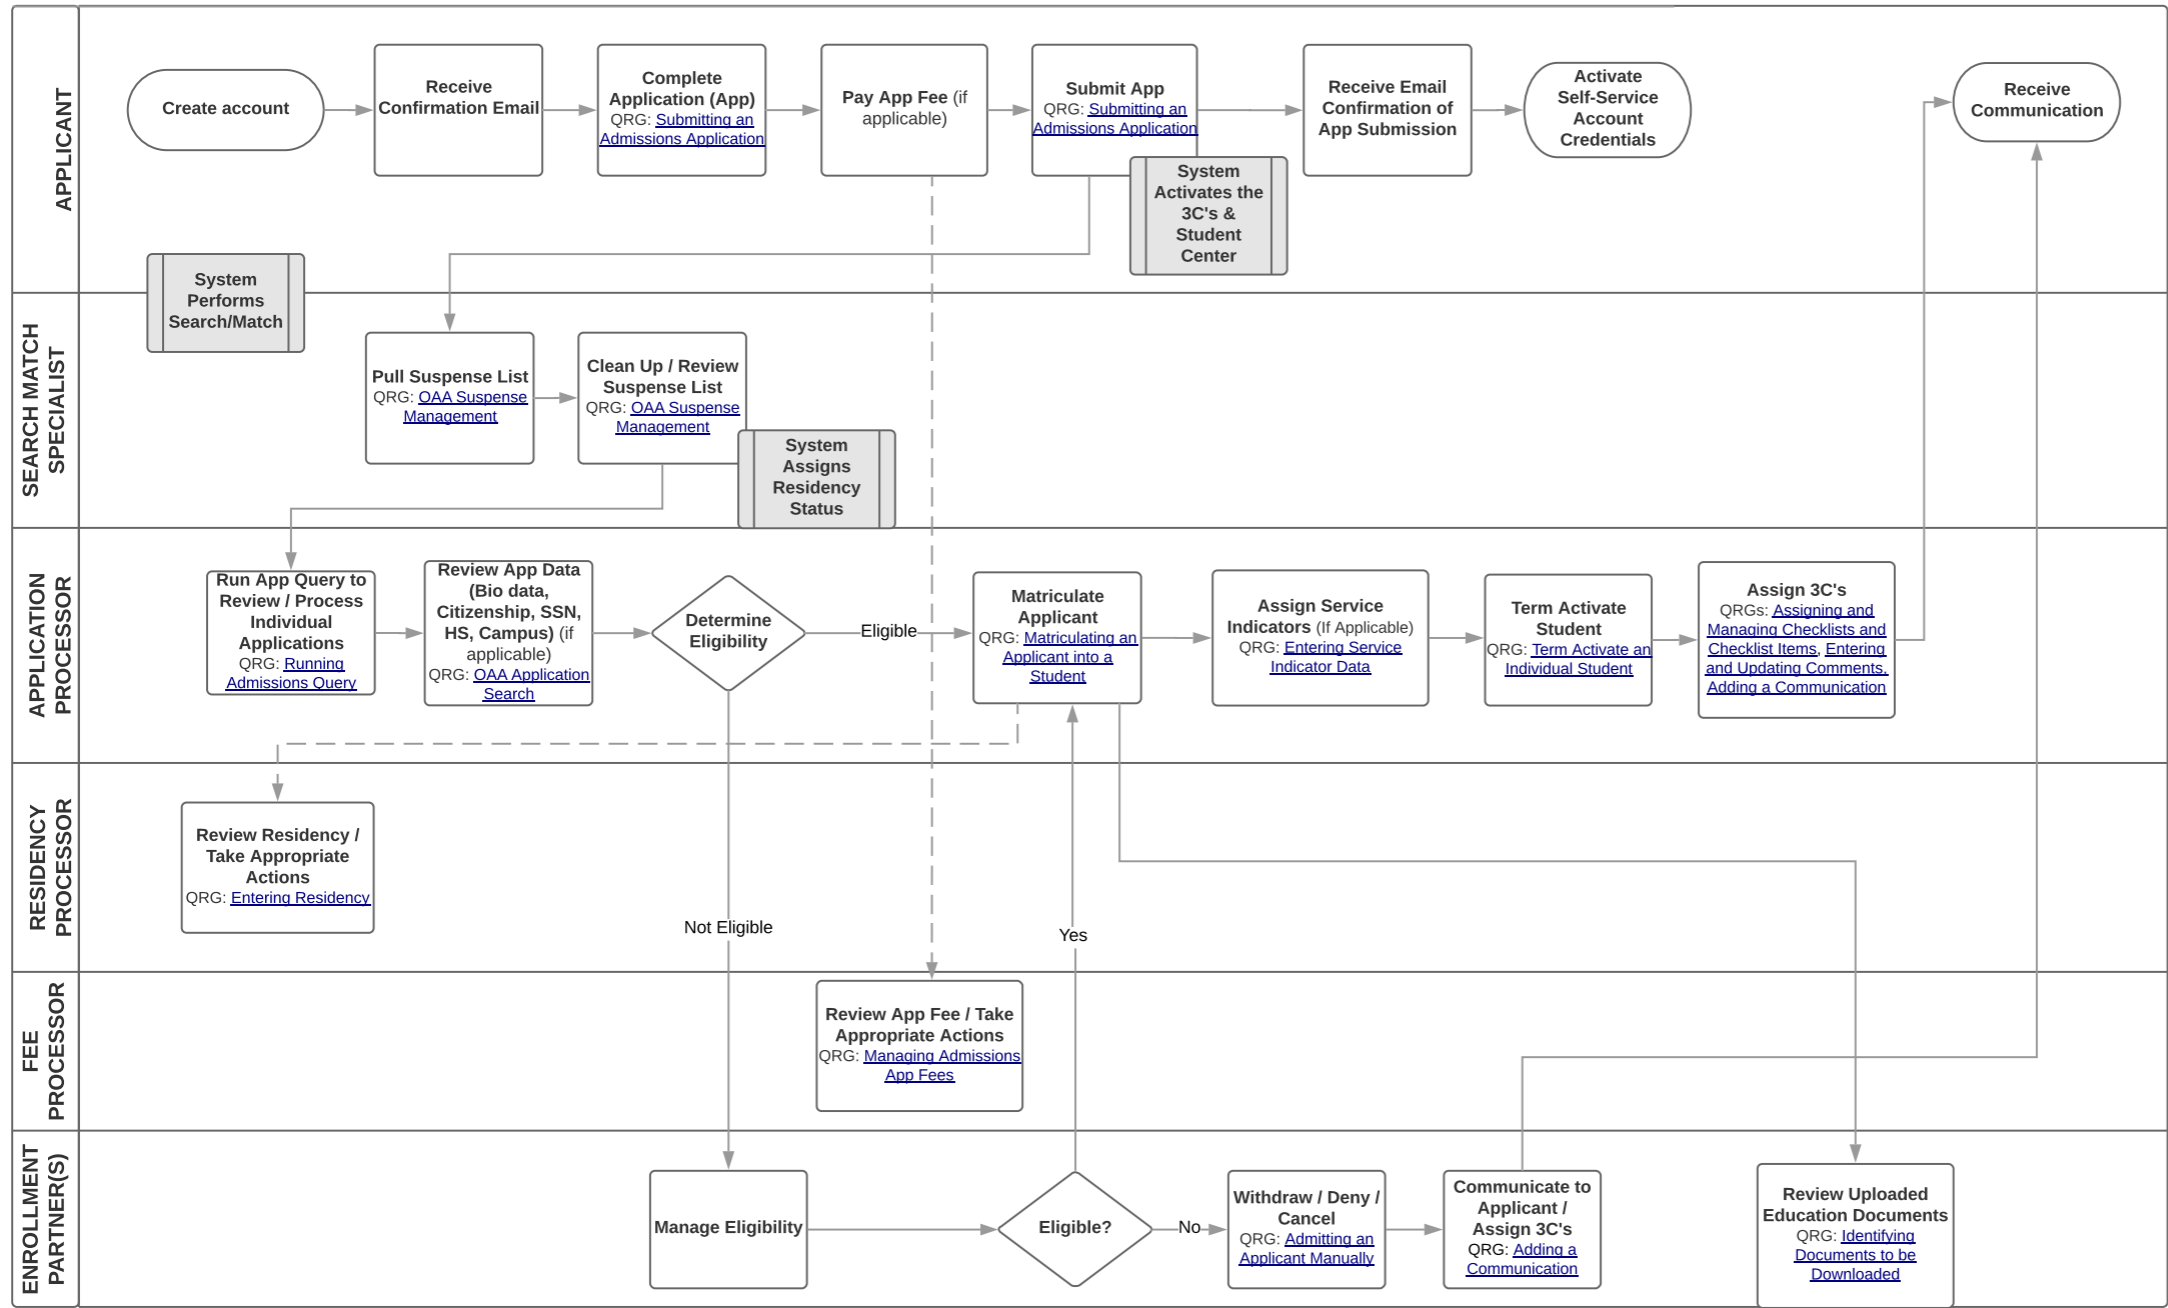 APPLICANT
Create account
Receive
Confirmation Email
Complete
Application (App)
QRG: Submitting an
Admissions Application
Pay App Fee (if
applicable)
Submit App
QRG: Submitting an
Admissions Application
Receive Email
Confirmation of
App Submission
Activate
Self-Service
Account
Credentials
Receive
Communication
System
Activates the
3C's &
Student
Center
System
Performs
Search/Match
SEARCH MATCH
SPECIALIST
Pull Suspense List
QRG: OAA Suspense
Management
Clean Up / Review
Suspense List
QRG: OAA Suspense
Management
System
Assigns
Residency
Status
APPLICATION
PROCESSOR
Run App Query to
Review / Process
Individual
Applications
QRG: Running
Admissions Query
Review App Data
(Bio data,
Citizenship, SSN,
HS, Campus) (if
applicable)
QRG: OAA Application
Search
Determine
Eligibility
Eligible
Matriculate
Applicant
QRG: Matriculating an
Applicant into a
Student
Assign Service
Indicators (If Applicable)
QRG: Entering Service
Indicator Data
Term Activate
Student
QRG: Term Activate an
Individual Student
Assign 3C's
QRGs: Assigning and
Managing Checklists and
Checklist Items, Entering
and Updating Comments.
Adding a Communication
RESIDENCY
PROCESSOR
Review Residency /
Take Appropriate
Actions
QRG: Entering Residency
Not Eligible
Yes
FEE
PROCESSOR
Review App Fee / Take
Appropriate Actions
QRG: Managing Admissions
App Fees
ENROLLMENT
PARTNER(S)
Manage Eligibility
Eligible?
No
Withdraw / Deny /
Cancel
QRG: Admitting an
Applicant Manually
Communicate to
Applicant /
Assign 3C's
QRG: Adding a
Communication
Review Uploaded
Education Documents
QRG: Identifying
Documents to be
Downloaded